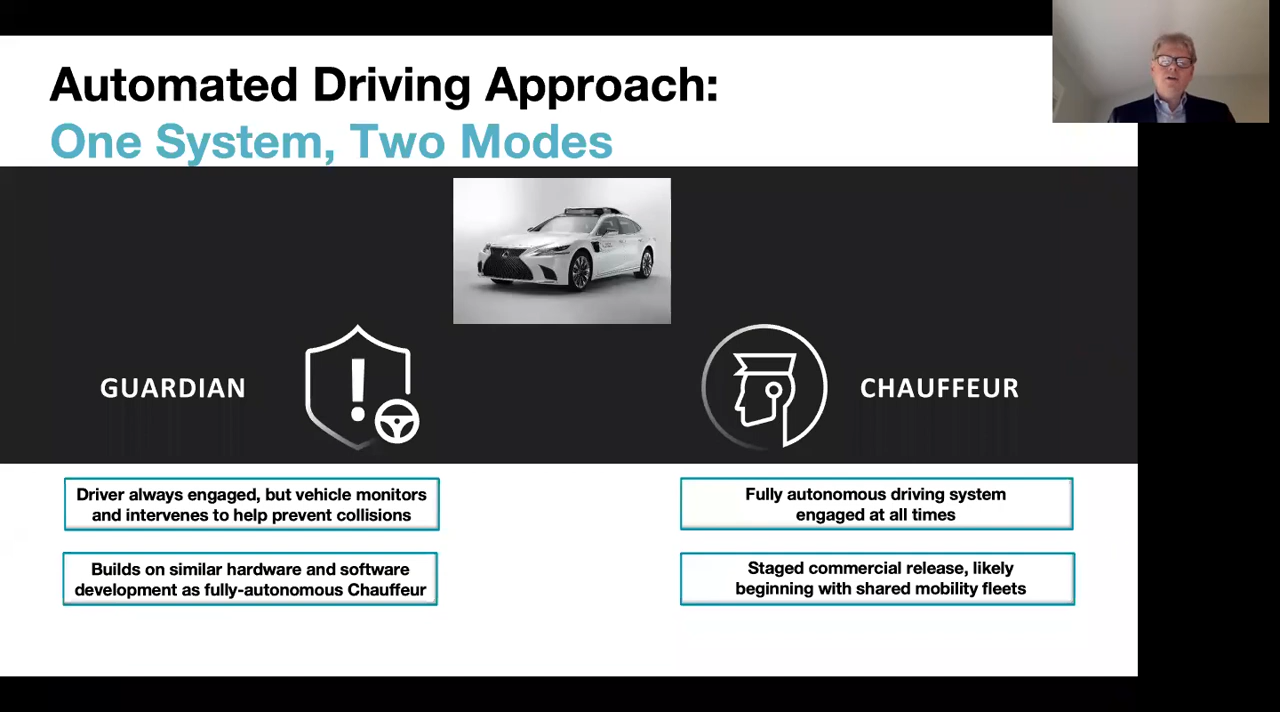 Automated Driving Approach:
One System, Two Modes
GUARDIAN
CHAUFFEUR
Driver always engaged, but vehicle monitors
and intervenes to help prevent collisions
Fully autonomous driving system
engaged at all times
Builds on similar hardware and software
development as fully-autonomous Chauffeur
Staged commercial release, likely
beginning with shared mobility fleets